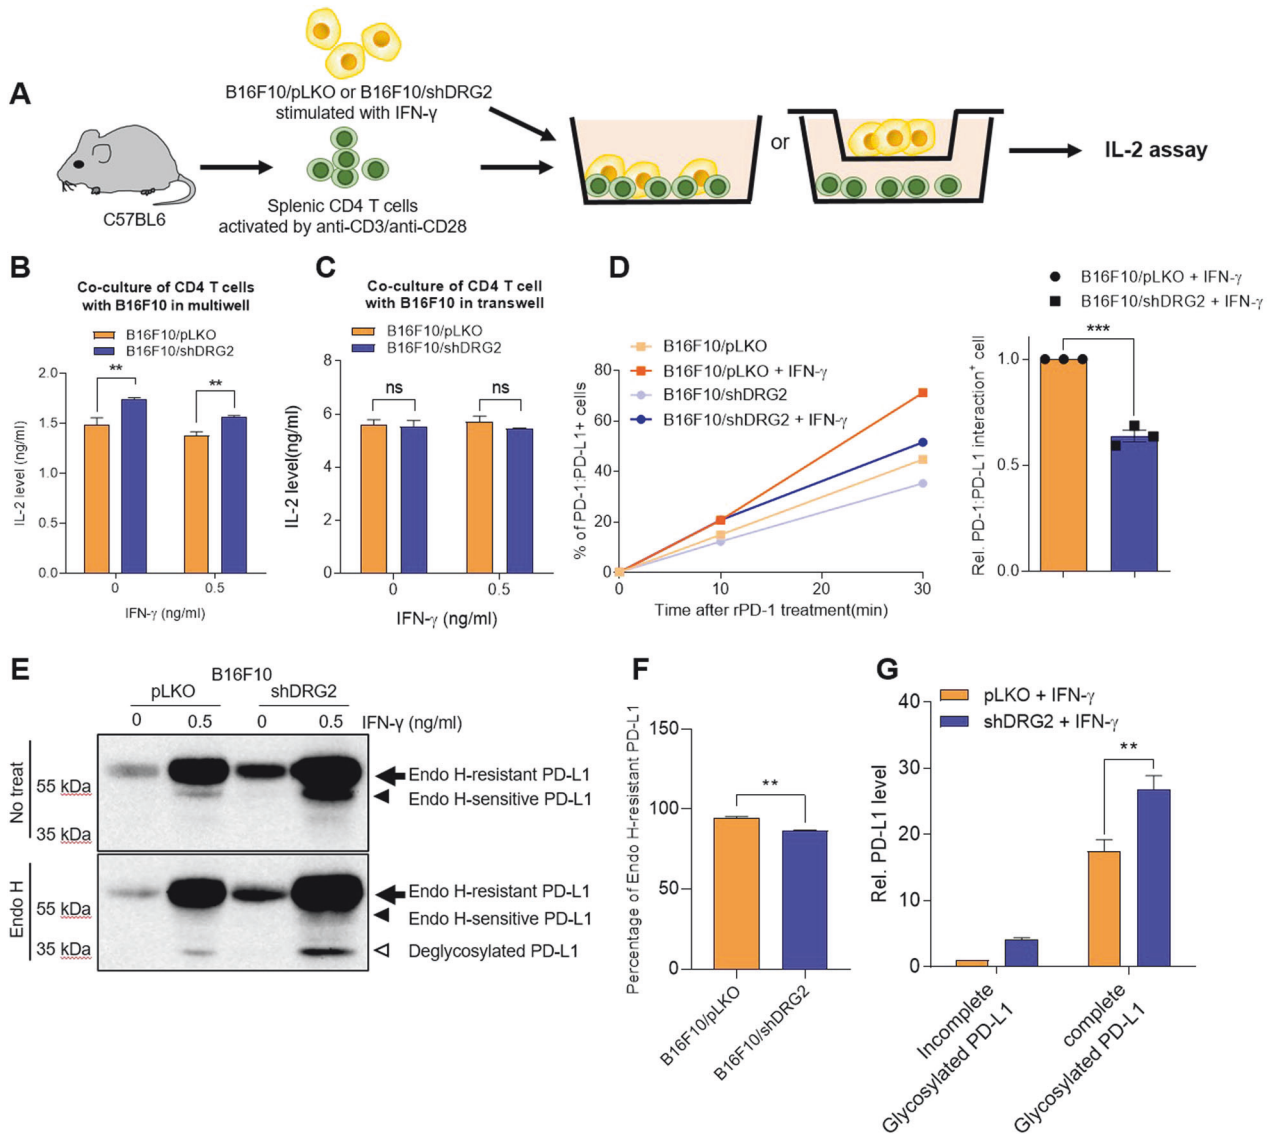 A
B16F10/pLKO or B16F10/shDRG2
stimulated with IFN-γ
C57BL6
Splenic CD4 T cells
activated by anti-CD3/anti-CD28
or
IL-2 assay
B
Co-culture of CD4 T cells
with B16F10 in multiwell
B16F10/pLKO
B16F10/shDRG2
IL-2 level (ng/ml)
2.0
1.5
1.0
0.5
0.0
**
**
0
0.5
IFN-γ (ng/ml)
C
Co-culture of CD4 T cell
with B16F10 in transwell
B16F10/pLKO
B16F10/shDRG2
IL-2 level(ng/ml)
8
6
4
2
0
ns
ns
0
0.5
IFN-γ (ng/ml)
D
B16F10/pLKO
B16F10/pLKO + IFN-γ
B16F10/shDRG2
B16F10/shDRG2 + IFN-γ
% of PD-1:PD-L1+ cells
80
60
40
20
0
0
10
20
30
Time after rPD-1 treatment(min)
B16F10/pLKO + IFN-γ
B16F10/shDRG2 + IFN-γ
Rel. PD-1:PD-L1 interaction+ cell
1.0
0.5
0.0
***
E
B16F10
pLKO
shDRG2
0
0.5
0
0.5
IFN-γ (ng/ml)
No treat
55 kDa
35 kDa
Endo H-resistant PD-L1
Endo H-sensitive PD-L1
Endo H
55 kDa
35 kDa
Endo H-resistant PD-L1
Endo H-sensitive PD-L1
Deglycosylated PD-L1
F
Percentage of Endo H-resistant PD-L1
150
100
50
0
**
B16F10/pLKO
B16F10/shDRG2
G
pLKO + IFN-γ
shDRG2 + IFN-γ
Rel. PD-L1 level
40
30
20
10
0
**
Incomplete
Glycosylated PD-L1
complete
Glycosylated PD-L1